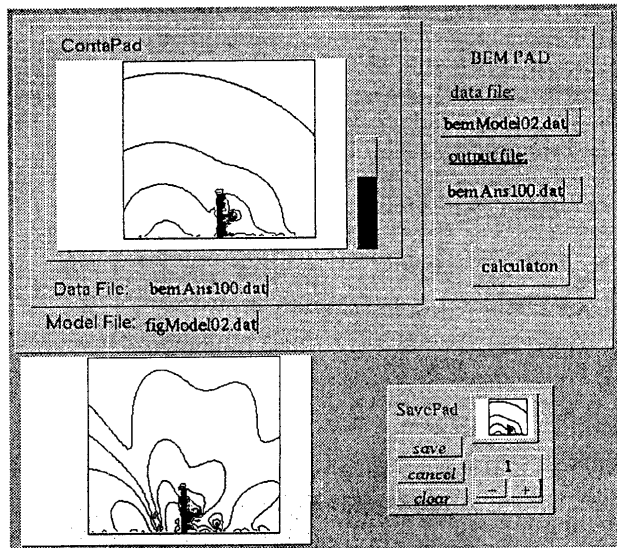 ContaPad
BEM PAD
data file:
bemModel02.dat
output file:
bemAns100.dat
calculaton
Data File: bemAns100.dat
Model File: figModel02.dat
SavePad
save
cancel
clear
1
- +